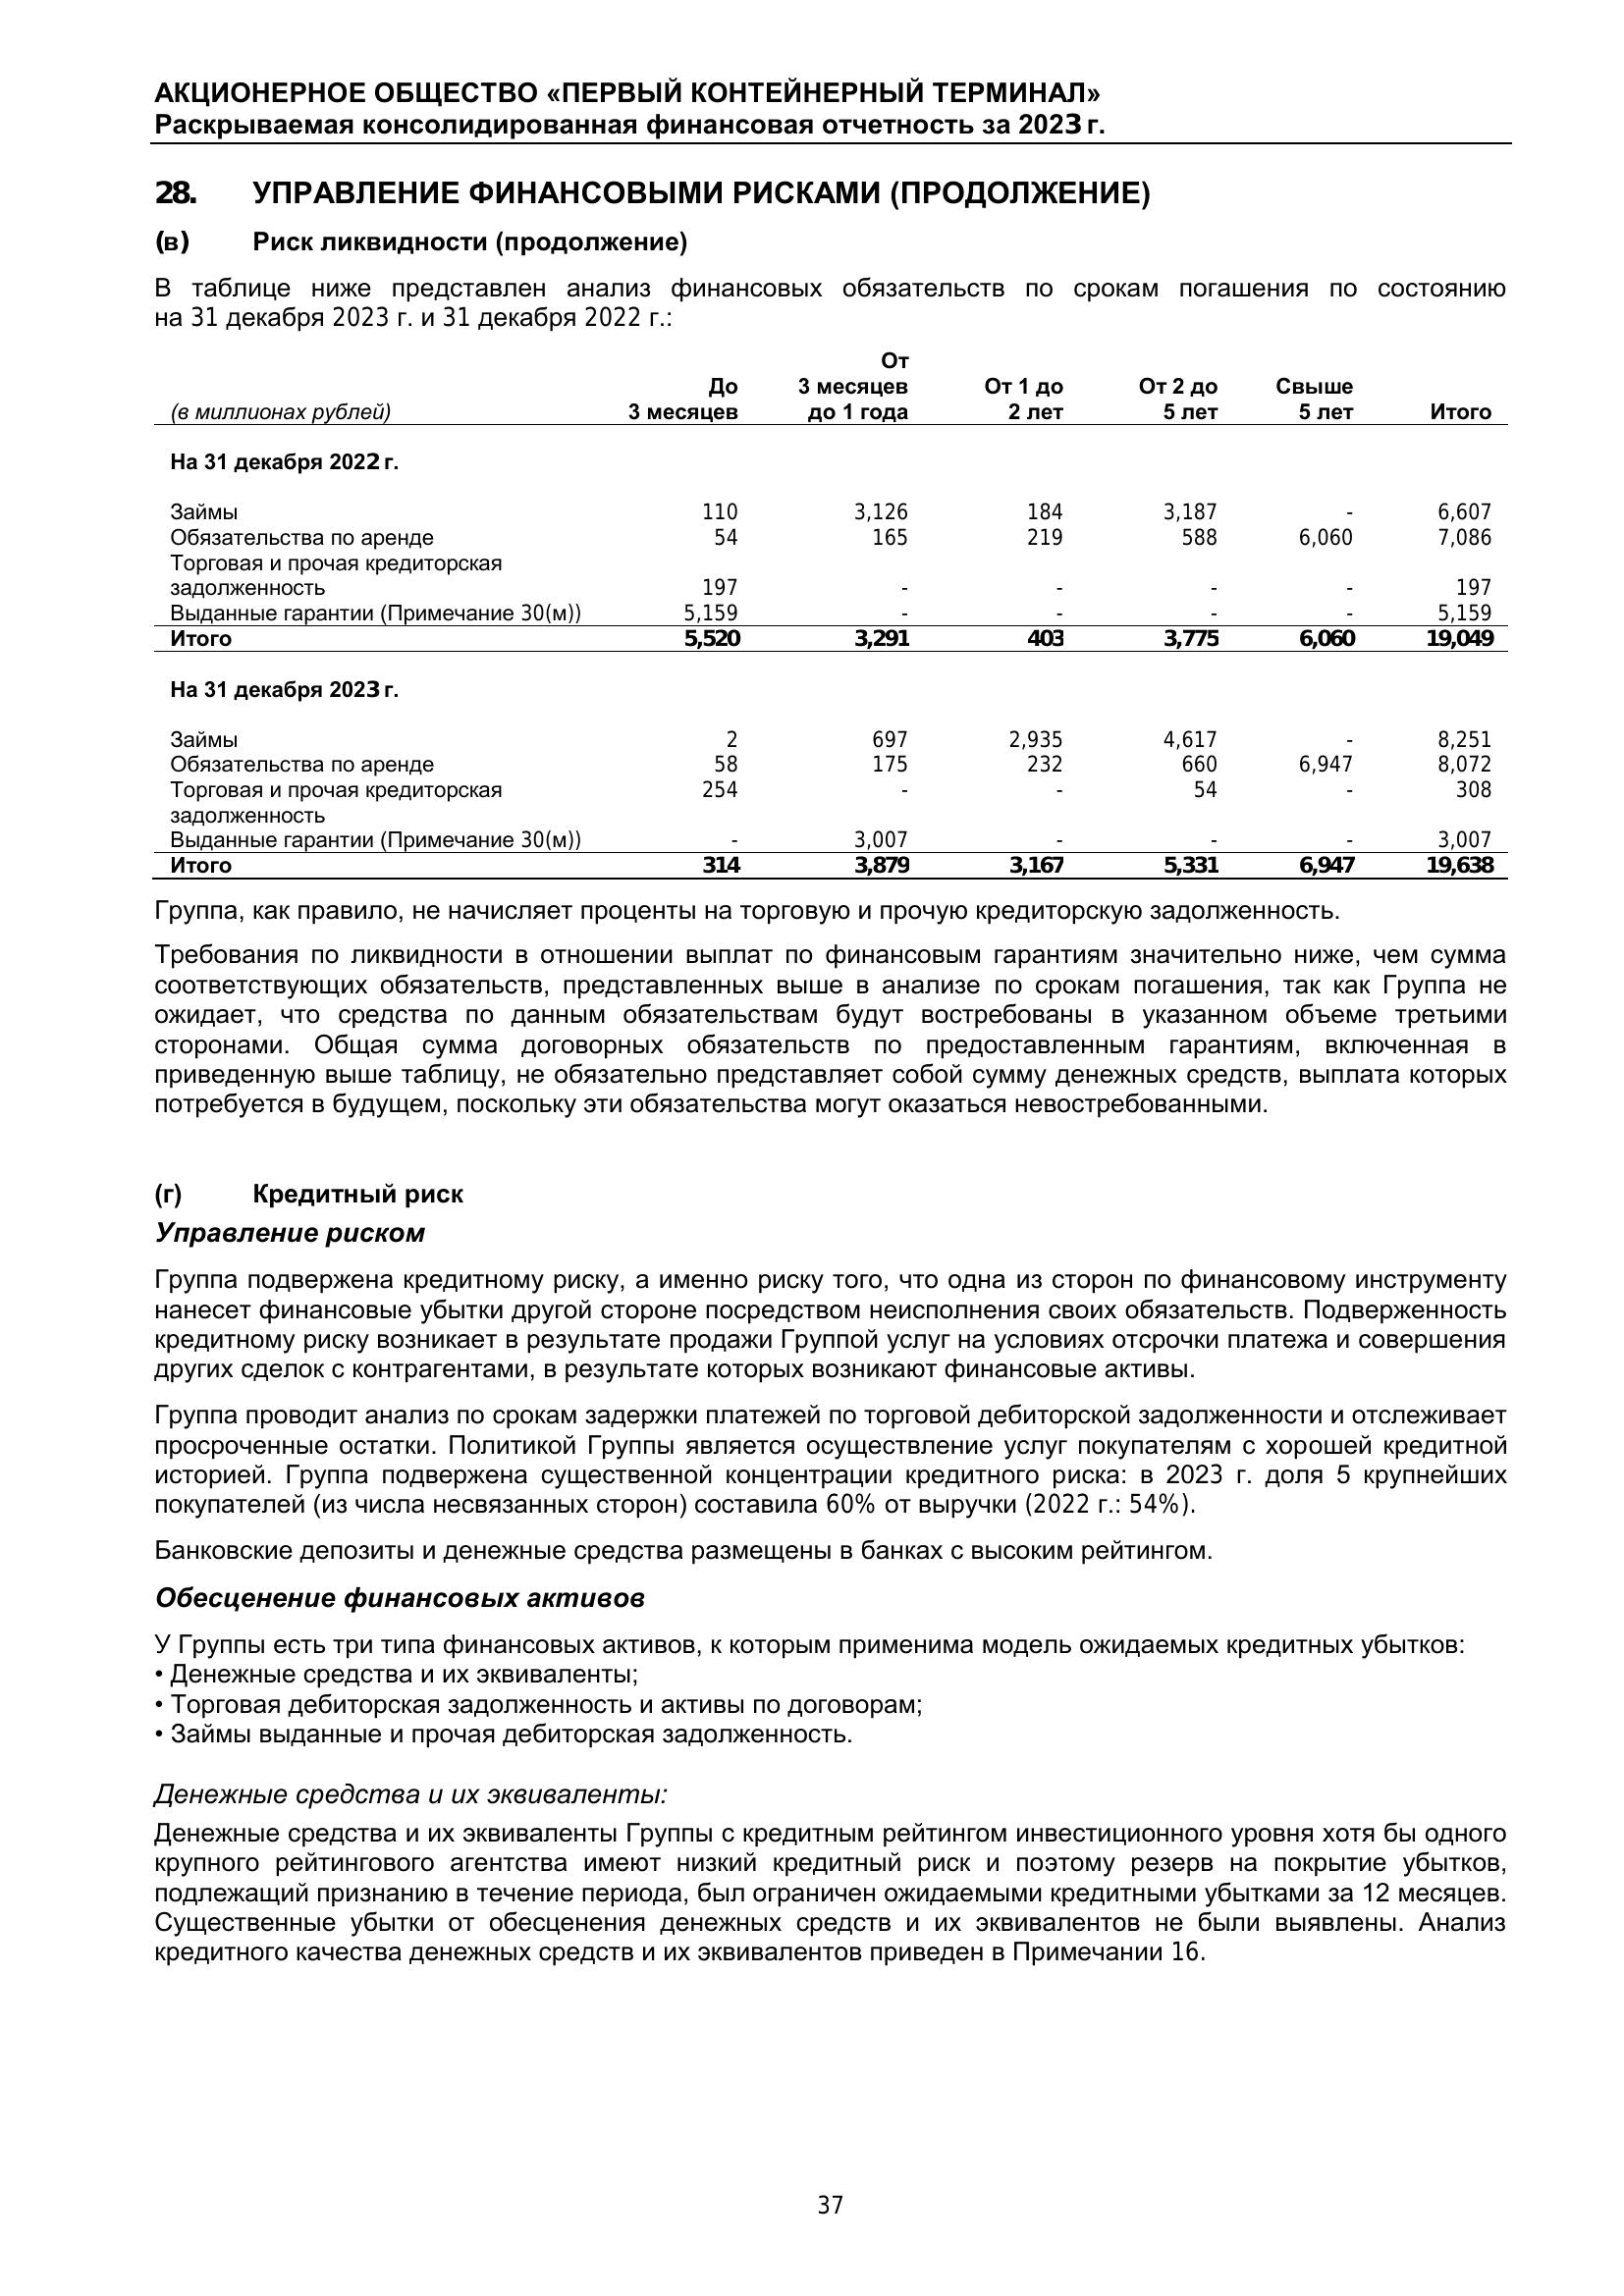 АКЦИОНЕРНОЕ ОБЩЕСТВО «ПЕРВЫЙ КОНТЕЙНЕРНЫЙ ТЕРМИНАЛ»
Раскрываемая консолидированная финансовая отчетность за 2023 г.
28. УПРАВЛЕНИЕ ФИНАНСОВЫМИ РИСКАМИ (ПРОДОЛЖЕНИЕ)
(в) Риск ликвидности (продолжение)
В таблице ниже представлен анализ финансовых обязательств по срокам погашения по состоянию
на 31 декабря 2023 г. и 31 декабря 2022 г.:
От
До 3 месяцев От 1 до От 2 до Свыше
(в миллионах рублей) 3 месяцев до 1 года 2 лет 5 лет 5 лет Итого
На 31 декабря 2022 г.
Займы 110 3,126 184 3,187 - 6,607
Обязательства по аренде 54 165 219 588 6,060 7,086
Торговая и прочая кредиторская
задолженность 197 - - - - 197
Выданные гарантии (Примечание 30(м)) 5,159 - - - - 5,159
Итого 5,520 3,291 403 3,775 6,060 19,049
На 31 декабря 2023 г.
Займы 2 697 2,935 4,617 - 8,251
Обязательства по аренде 58 175 232 660 6,947 8,072
Торговая и прочая кредиторская 254 - - 54 - 308
задолженность
Выданные гарантии (Примечание 30(м)) - 3,007 - - - 3,007
Итого 314 3,879 3,167 5,331 6,947 19,638
Группа, как правило, не начисляет проценты на торговую и прочую кредиторскую задолженность.
Требования по ликвидности в отношении выплат по финансовым гарантиям значительно ниже, чем сумма
соответствующих обязательств, представленных выше в анализе по срокам погашения, так как Группа не
ожидает, что средства по данным обязательствам будут востребованы в указанном объеме третьими
сторонами. Общая сумма договорных обязательств по предоставленным гарантиям, включенная в
приведенную выше таблицу, не обязательно представляет собой сумму денежных средств, выплата которых
потребуется в будущем, поскольку эти обязательства могут оказаться невостребованными.
(г) Кредитный риск
Управление риском
Группа подвержена кредитному риску, а именно риску того, что одна из сторон по финансовому инструменту
нанесет финансовые убытки другой стороне посредством неисполнения своих обязательств. Подверженность
кредитному риску возникает в результате продажи Группой услуг на условиях отсрочки платежа и совершения
других сделок с контрагентами, в результате которых возникают финансовые активы.
Группа проводит анализ по срокам задержки платежей по торговой дебиторской задолженности и отслеживает
просроченные остатки. Политикой Группы является осуществление услуг покупателям с хорошей кредитной
историей. Группа подвержена существенной концентрации кредитного риска: в 2023 г. доля 5 крупнейших
покупателей (из числа несвязанных сторон) составила 60% от выручки (2022 г.: 54%).
Банковские депозиты и денежные средства размещены в банках с высоким рейтингом.
Обесценение финансовых активов
У Группы есть три типа финансовых активов, к которым применима модель ожидаемых кредитных убытков:
• Денежные средства и их эквиваленты;
• Торговая дебиторская задолженность и активы по договорам;
• Займы выданные и прочая дебиторская задолженность.
Денежные средства и их эквиваленты:
Денежные средства и их эквиваленты Группы с кредитным рейтингом инвестиционного уровня хотя бы одного
крупного рейтингового агентства имеют низкий кредитный риск и поэтому резерв на покрытие убытков,
подлежащий признанию в течение периода, был ограничен ожидаемыми кредитными убытками за 12 месяцев.
Существенные убытки от обесценения денежных средств и их эквивалентов не были выявлены. Анализ
кредитного качества денежных средств и их эквивалентов приведен в Примечании 16.
37